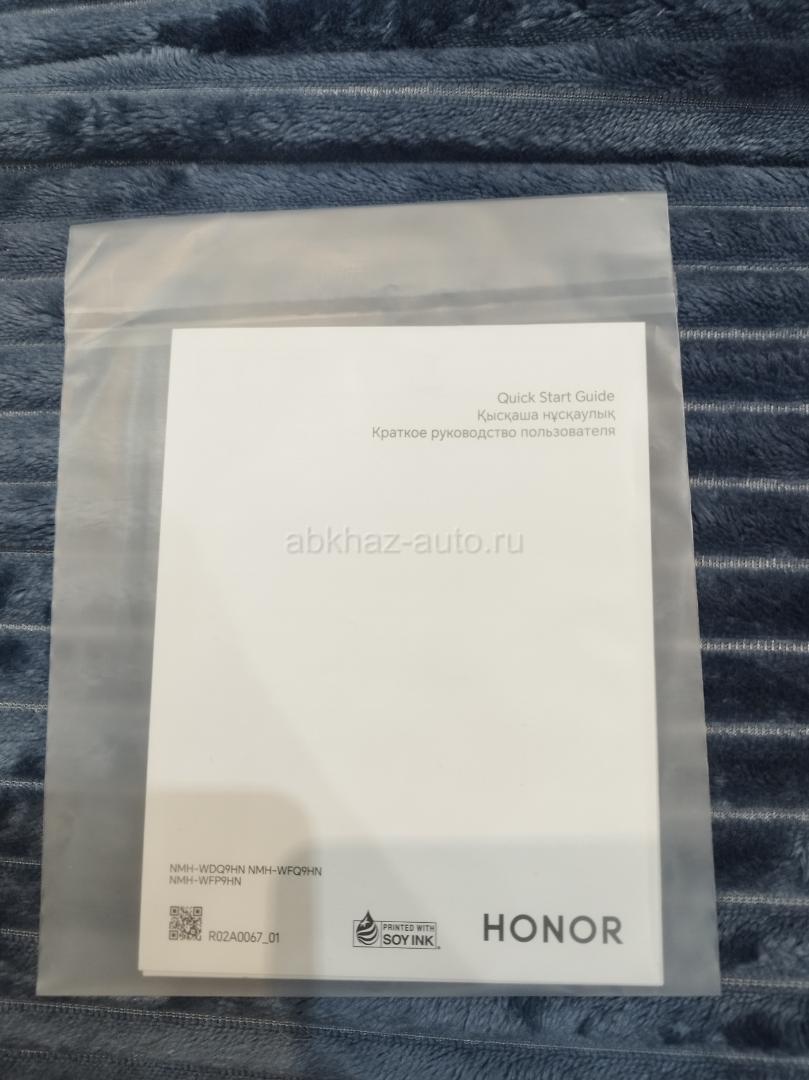 Quick Start Guide
Қысқаша нұсқаулық
Краткое руководство пользователя
abkhaz-auto.ru
NMH-WDQ9HN NMH-WFQ9HN
NMH-WFP9HN
R02A0067_01
PRINTED WITH
SOY INK
HONOR